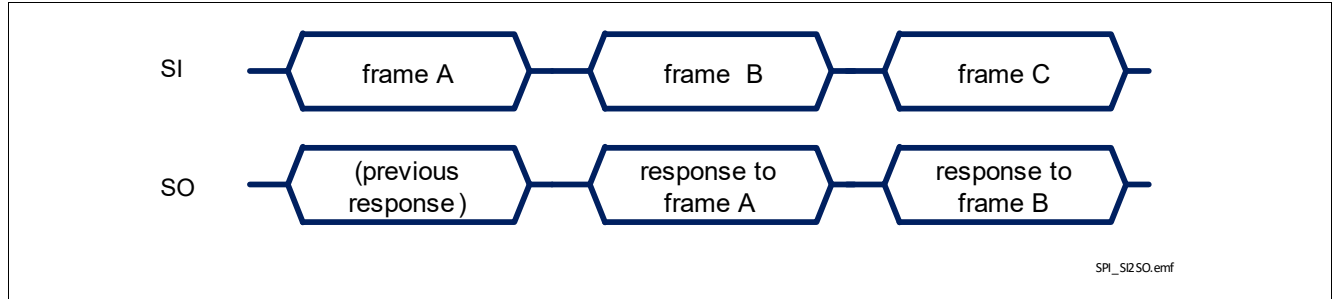 SI
frame A
frame B
frame C
SO
(previous
response)
response to
frame A
response to
frame B
SPI_SI2SO.emf